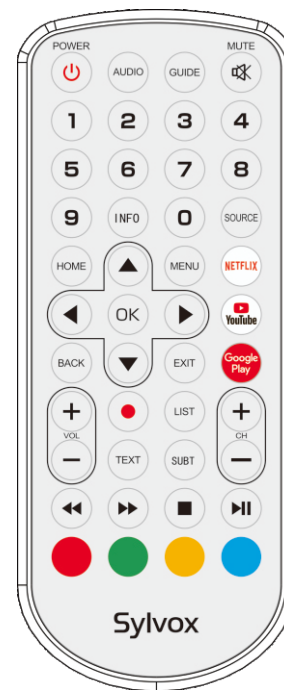 POWER MUTE
AUDIO GUIDE
1 2 3 4
5 6 7 8
9 INFO 0 SOURCE
HOME MENU NETFLIX
OK YouTube
BACK EXIT Google
Play
+ LIST +
VOL CH
- TEXT SUBT -
Sylvox